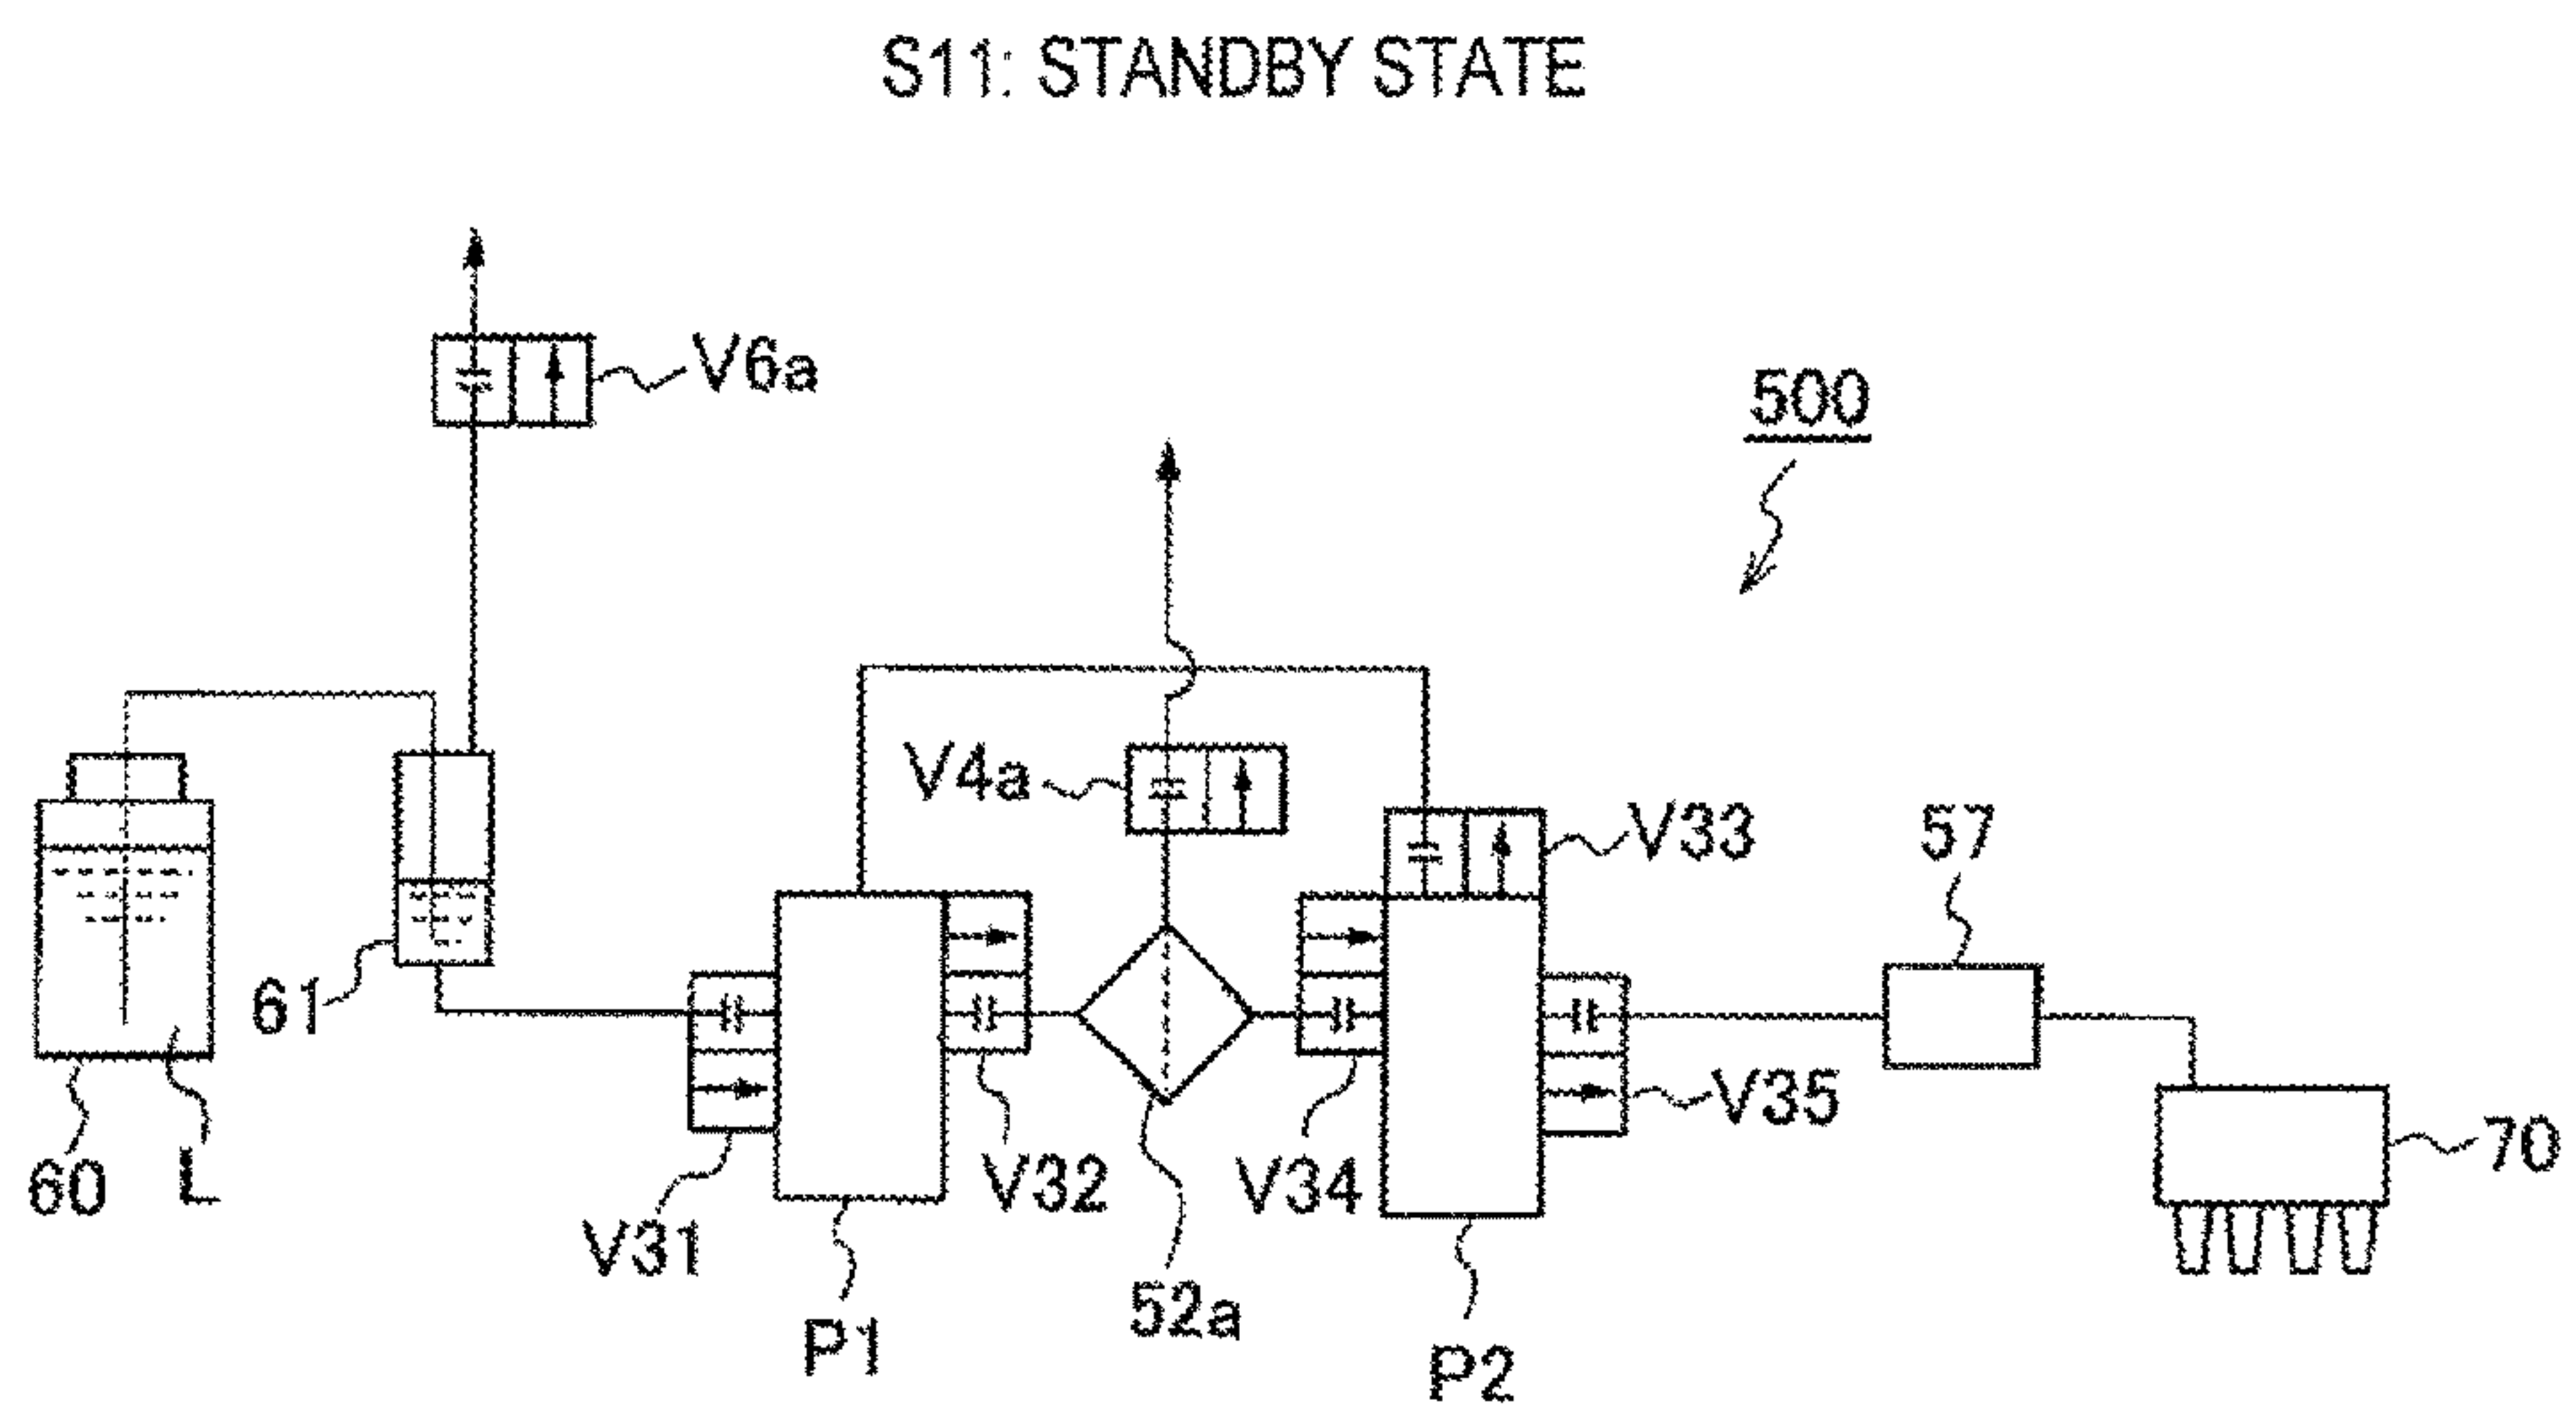 S11: STANDBY STATE
V6a
500
V4a
V33
57
61
V35
60
L
V32
V34
70
V31
52a
P1
P2